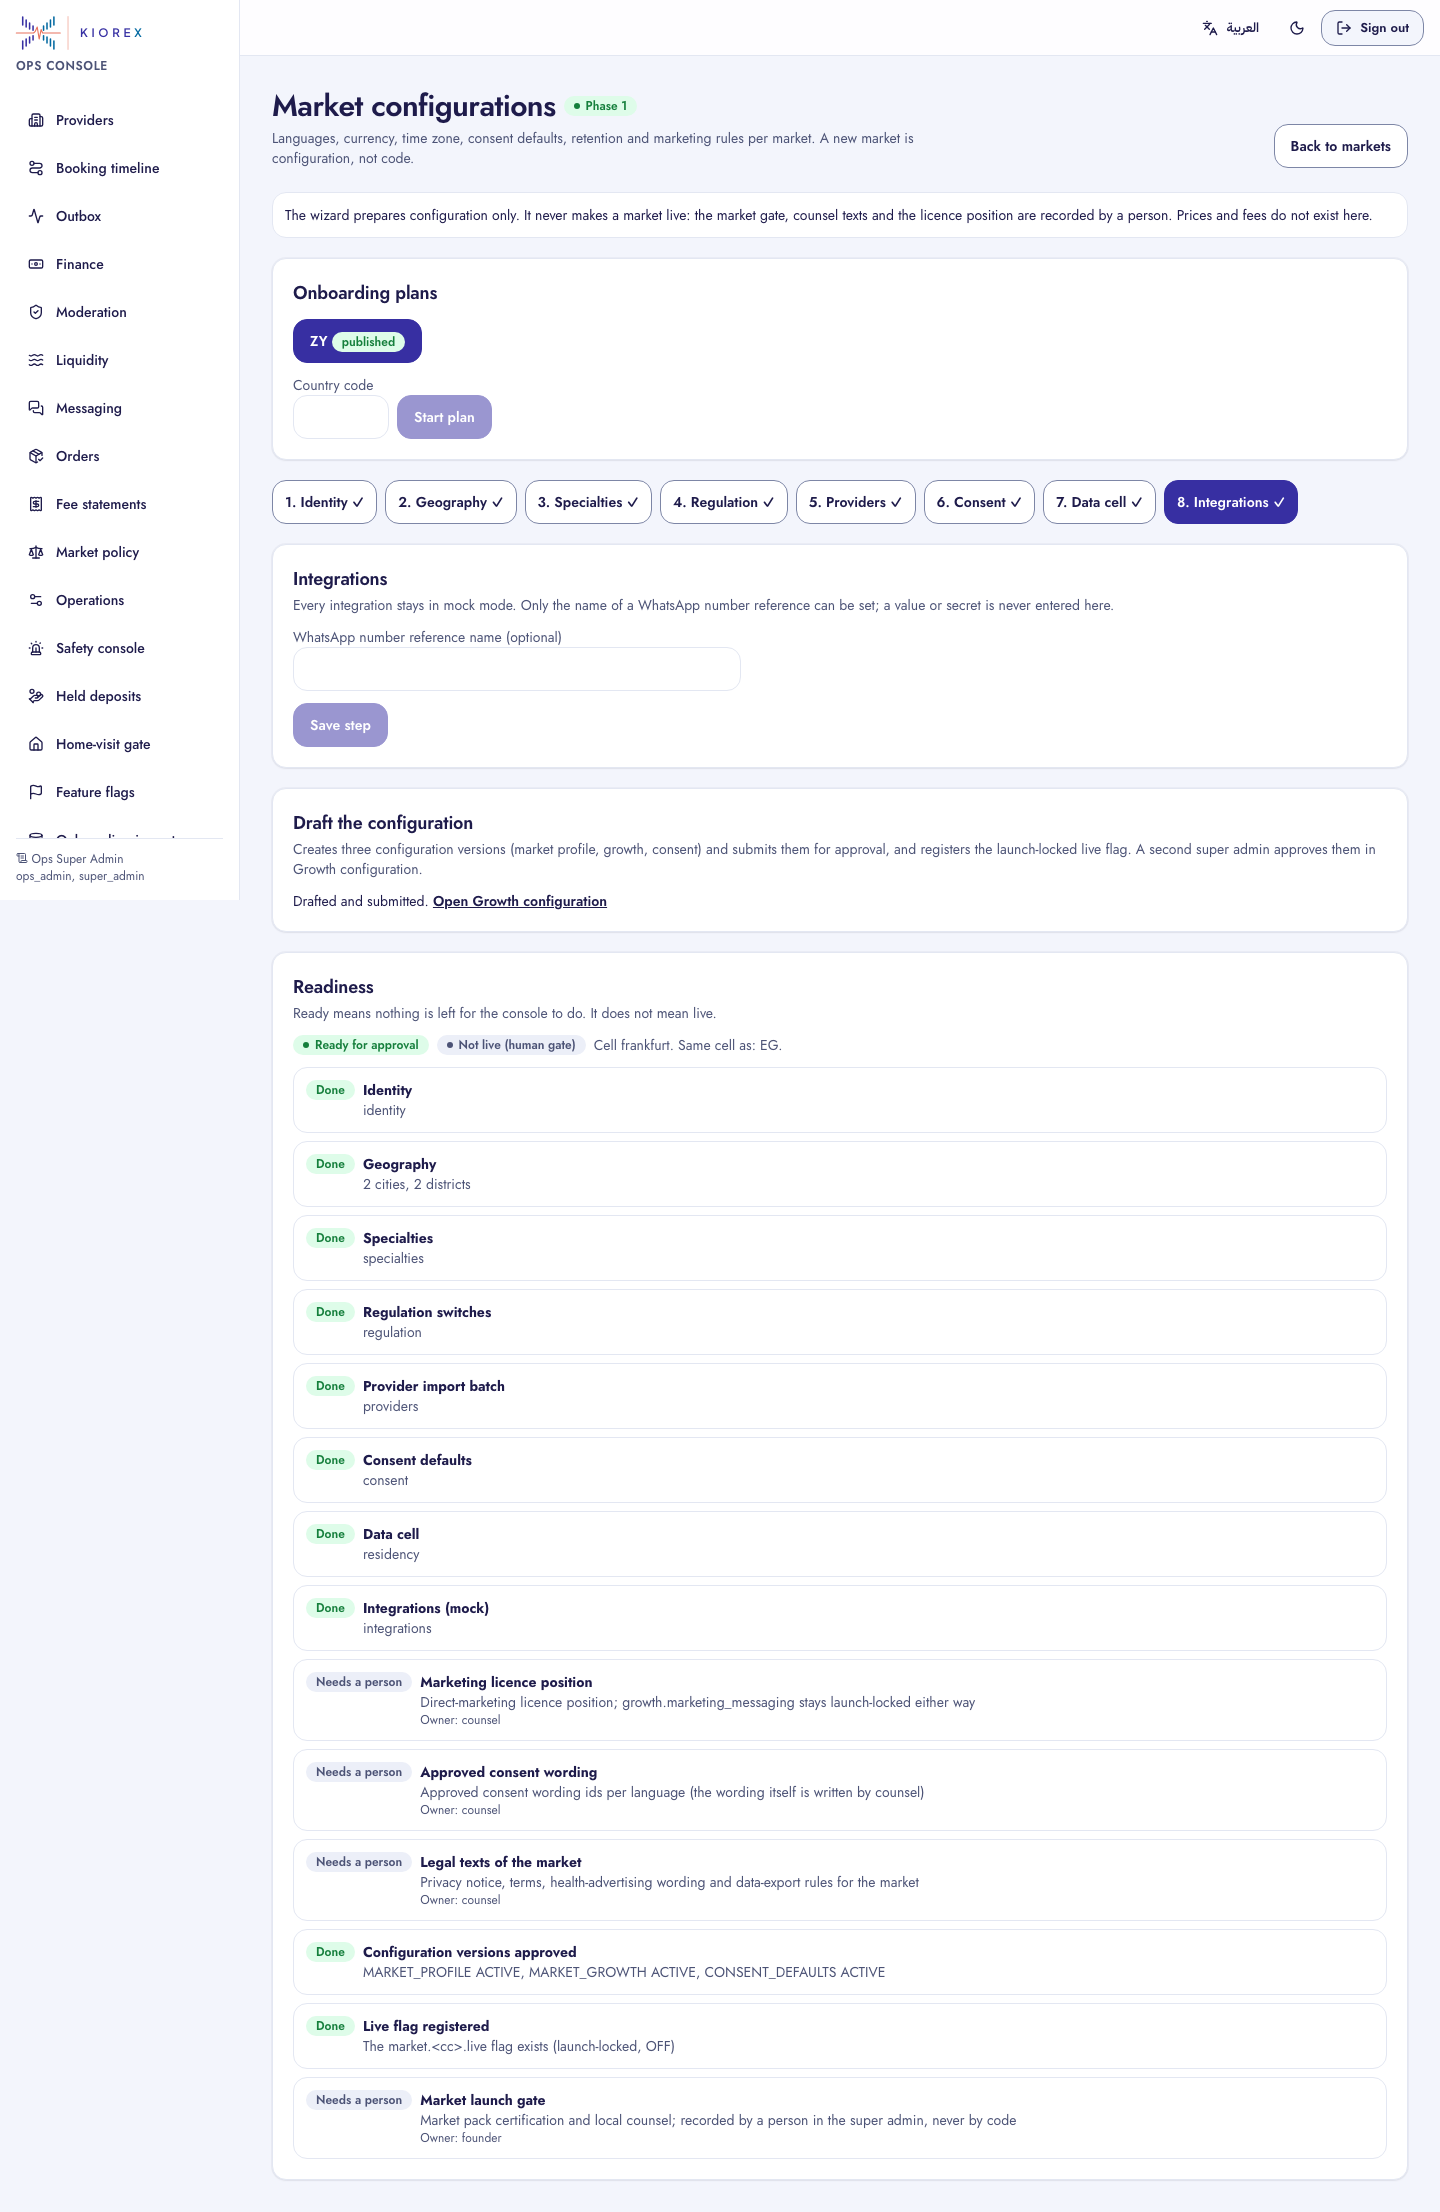 KIOREX
OPS CONSOLE
العربية
Sign out
Providers
Booking timeline
Outbox
Finance
Moderation
Liquidity
Messaging
Orders
Fee statements
Market policy
Operations
Safety console
Held deposits
Home-visit gate
Feature flags
Ops Super Admin
ops_admin, super_admin
Market configurations
Phase 1
Languages, currency, time zone, consent defaults, retention and marketing rules per market. A new market is
configuration, not code.
Back to markets
The wizard prepares configuration only. It never makes a market live: the market gate, counsel texts and the licence position are recorded by a person. Prices and fees do not exist here.
Onboarding plans
ZY published
Country code
Start plan
1. Identity ✓
2. Geography ✓
3. Specialties ✓
4. Regulation ✓
5. Providers ✓
6. Consent ✓
7. Data cell ✓
8. Integrations ✓
Integrations
Every integration stays in mock mode. Only the name of a WhatsApp number reference can be set; a value or secret is never entered here.
WhatsApp number reference name (optional)
Save step
Draft the configuration
Creates three configuration versions (market profile, growth, consent) and submits them for approval, and registers the launch-locked live flag. A second super admin approves them in
Growth configuration.
Drafted and submitted. Open Growth configuration
Readiness
Ready means nothing is left for the console to do. It does not mean live.
Ready for approval
Not live (human gate)
Cell frankfurt. Same cell as: EG.
Done
Identity
identity
Done
Geography
2 cities, 2 districts
Done
Specialties
specialties
Done
Regulation switches
regulation
Done
Provider import batch
providers
Done
Consent defaults
consent
Done
Data cell
residency
Done
Integrations (mock)
integrations
Needs a person
Marketing licence position
Direct-marketing licence position; growth.marketing_messaging stays launch-locked either way
Owner: counsel
Needs a person
Approved consent wording
Approved consent wording ids per language (the wording itself is written by counsel)
Owner: counsel
Needs a person
Legal texts of the market
Privacy notice, terms, health-advertising wording and data-export rules for the market
Owner: counsel
Done
Configuration versions approved
MARKET_PROFILE ACTIVE, MARKET_GROWTH ACTIVE, CONSENT_DEFAULTS ACTIVE
Done
Live flag registered
The market.<cc>.live flag exists (launch-locked, OFF)
Needs a person
Market launch gate
Market pack certification and local counsel; recorded by a person in the super admin, never by code
Owner: founder